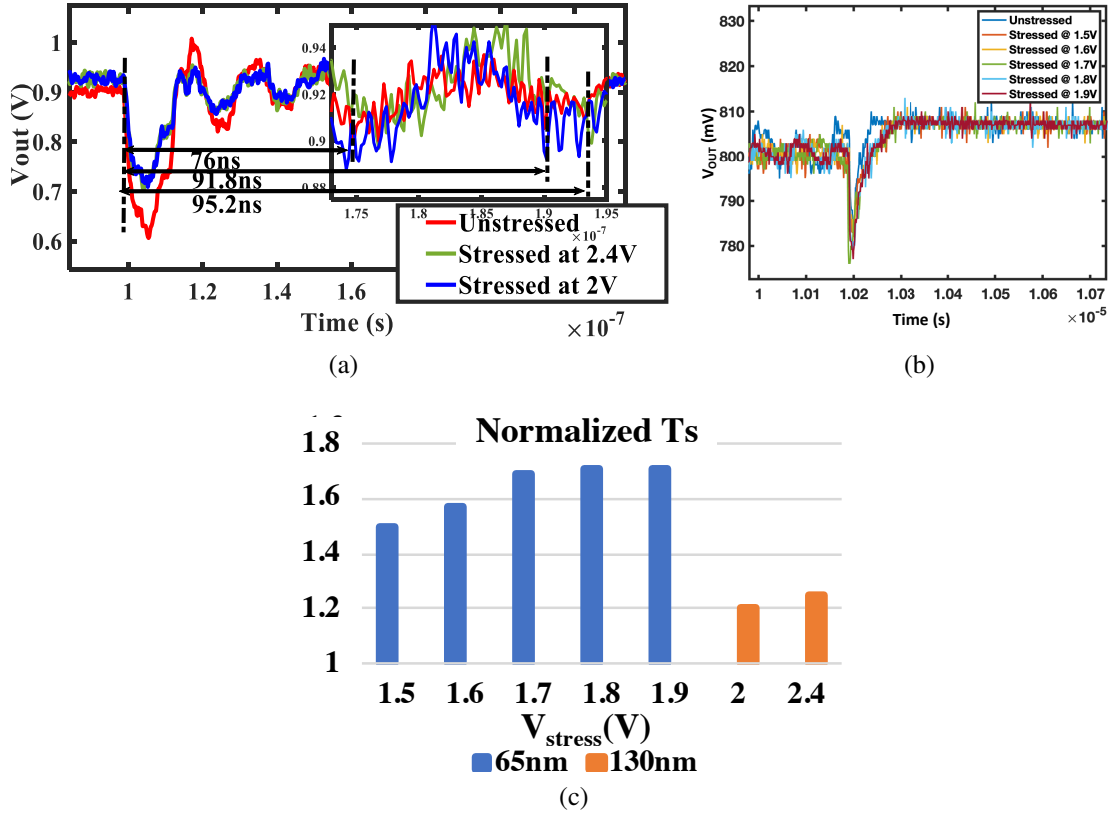 1
0.9
0.8
0.7
0.6
Vout (V)
1
1.2
1.4
1.6
Time (s)
×10⁻⁷
0.94
0.92
0.9
0.88
1.75
1.8
1.85
1.9
1.95
×10⁻⁷
76ns
91.8ns
95.2ns
Unstressed
Stressed at 2.4V
Stressed at 2V
(a)
830
820
810
800
790
780
V_OUT (mV)
1
1.01
1.02
1.03
1.04
1.05
1.06
1.07
Time (s)
×10⁻⁵
Unstressed
Stressed @ 1.5V
Stressed @ 1.6V
Stressed @ 1.7V
Stressed @ 1.8V
Stressed @ 1.9V
(b)
Normalized Ts
1.8
1.6
1.4
1.2
1
1.5 1.6 1.7 1.8 1.9 2 2.4
V_stress(V)
65nm 130nm
(c)